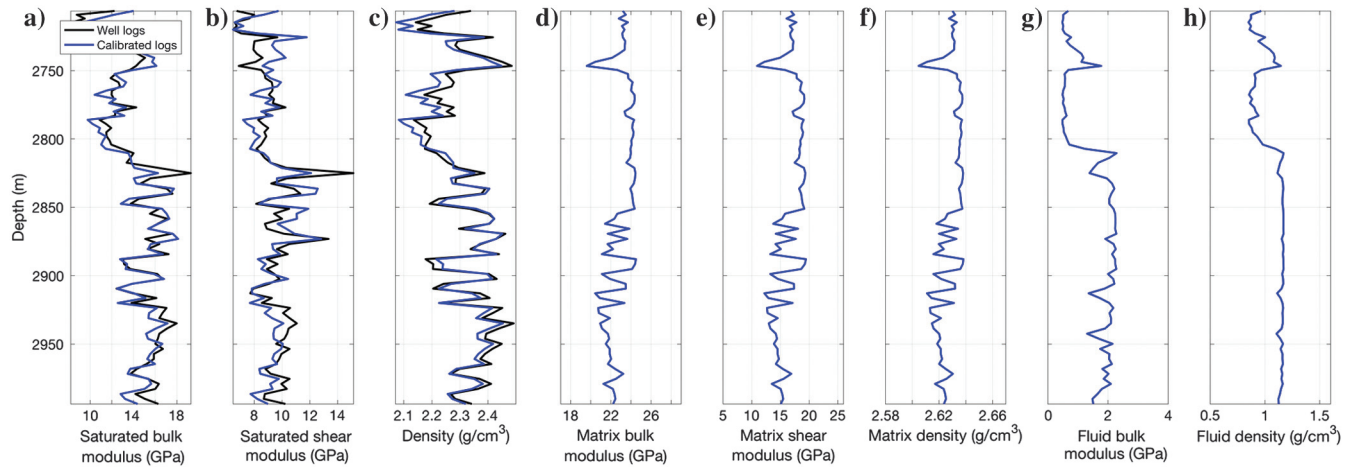 a) b) c) d) e) f) g) h)
Well logs
Calibrated logs
Depth (m)
2750
2800
2850
2900
2950
10 14 18
8 10 12 14
2.1 2.2 2.3 2.4
18 22 26
5 10 15 20 25
2.58 2.62 2.66
0 2 4
0.5 1 1.5
Saturated bulk
modulus (GPa)
Saturated shear
modulus (GPa)
Density (g/cm³)
Matrix bulk
modulus (GPa)
Matrix shear
modulus (GPa)
Matrix density (g/cm³)
Fluid bulk
modulus (GPa)
Fluid density (g/cm³)